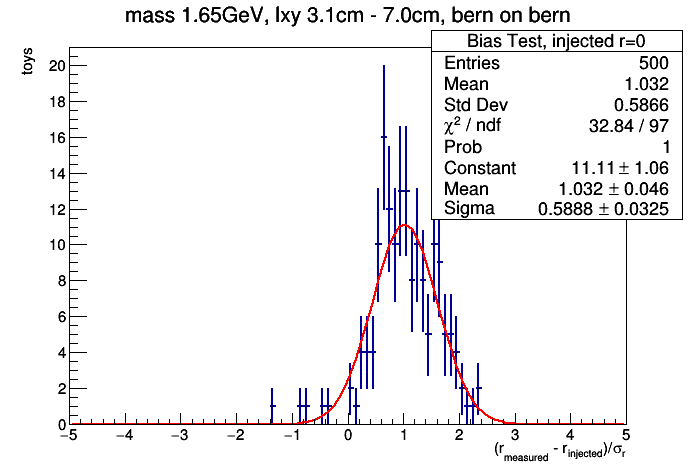 mass 1.65GeV, lxy 3.1cm - 7.0cm, bern on bern
toys
Bias Test, injected r=0
Entries 500
Mean 1.032
Std Dev 0.5866
χ² / ndf 32.84 / 97
Prob 1
Constant 11.11 ± 1.06
Mean 1.032 ± 0.046
Sigma 0.5888 ± 0.0325
20
18
16
14
12
10
8
6
4
2
0
−5 −4 −3 −2 −1 0 1 2 3 4 5
(r_measured - r_injected)/σ_r